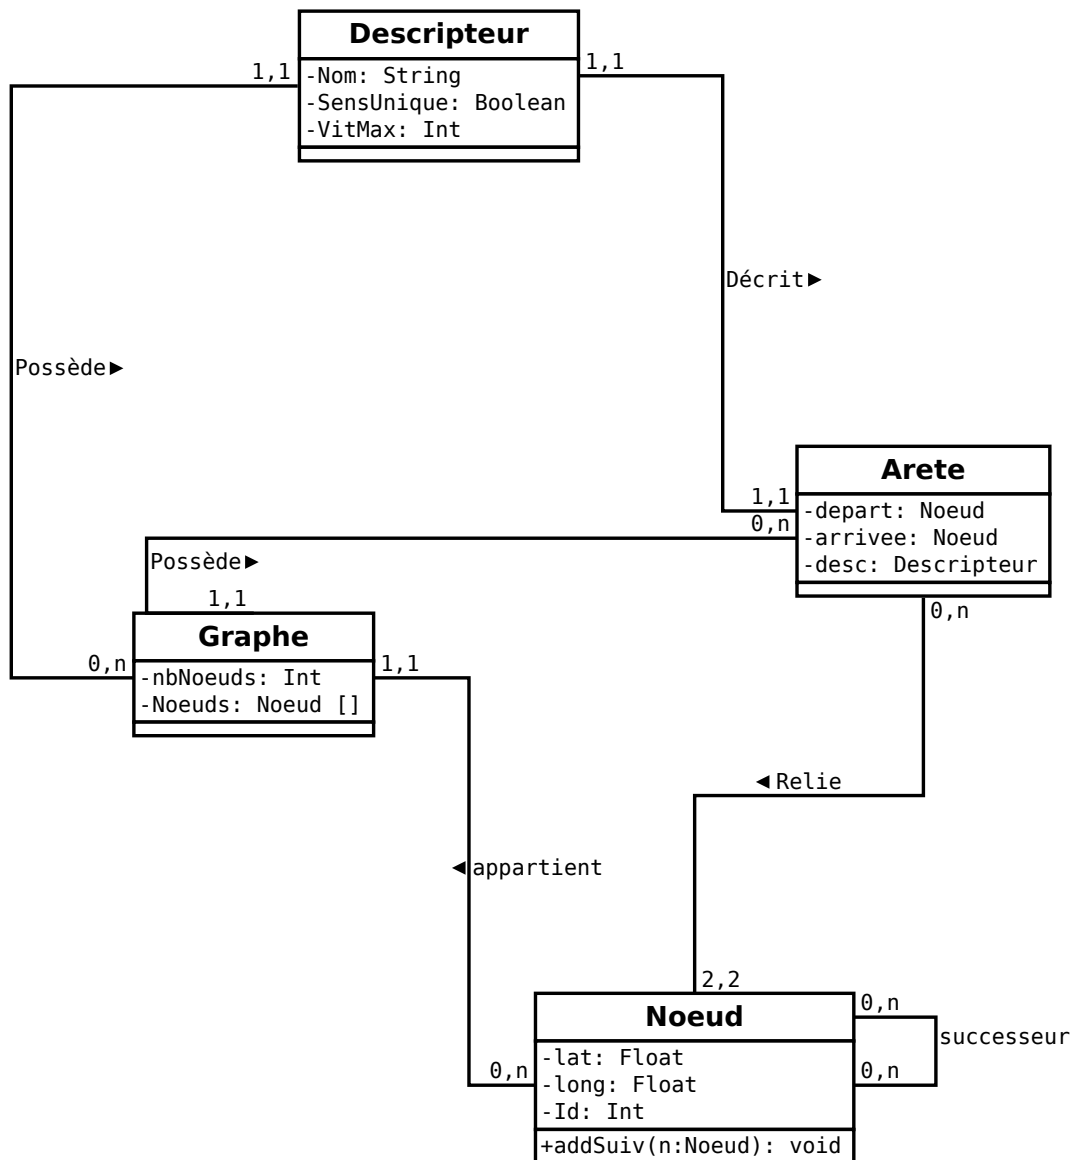 Descripteur
-Nom: String
-SensUnique: Boolean
-VitMax: Int
1,1
1,1
Décrit►
Possède►
Arete
-depart: Noeud
-arrivee: Noeud
-desc: Descripteur
1,1
0,n
0,n
Possède►
1,1
Graphe
-nbNoeuds: Int
-Noeuds: Noeud []
0,n
1,1
◄Relie
◄appartient
2,2
Noeud
-lat: Float
-long: Float
-Id: Int
+addSuiv(n:Noeud): void
0,n
0,n
successeur
0,n